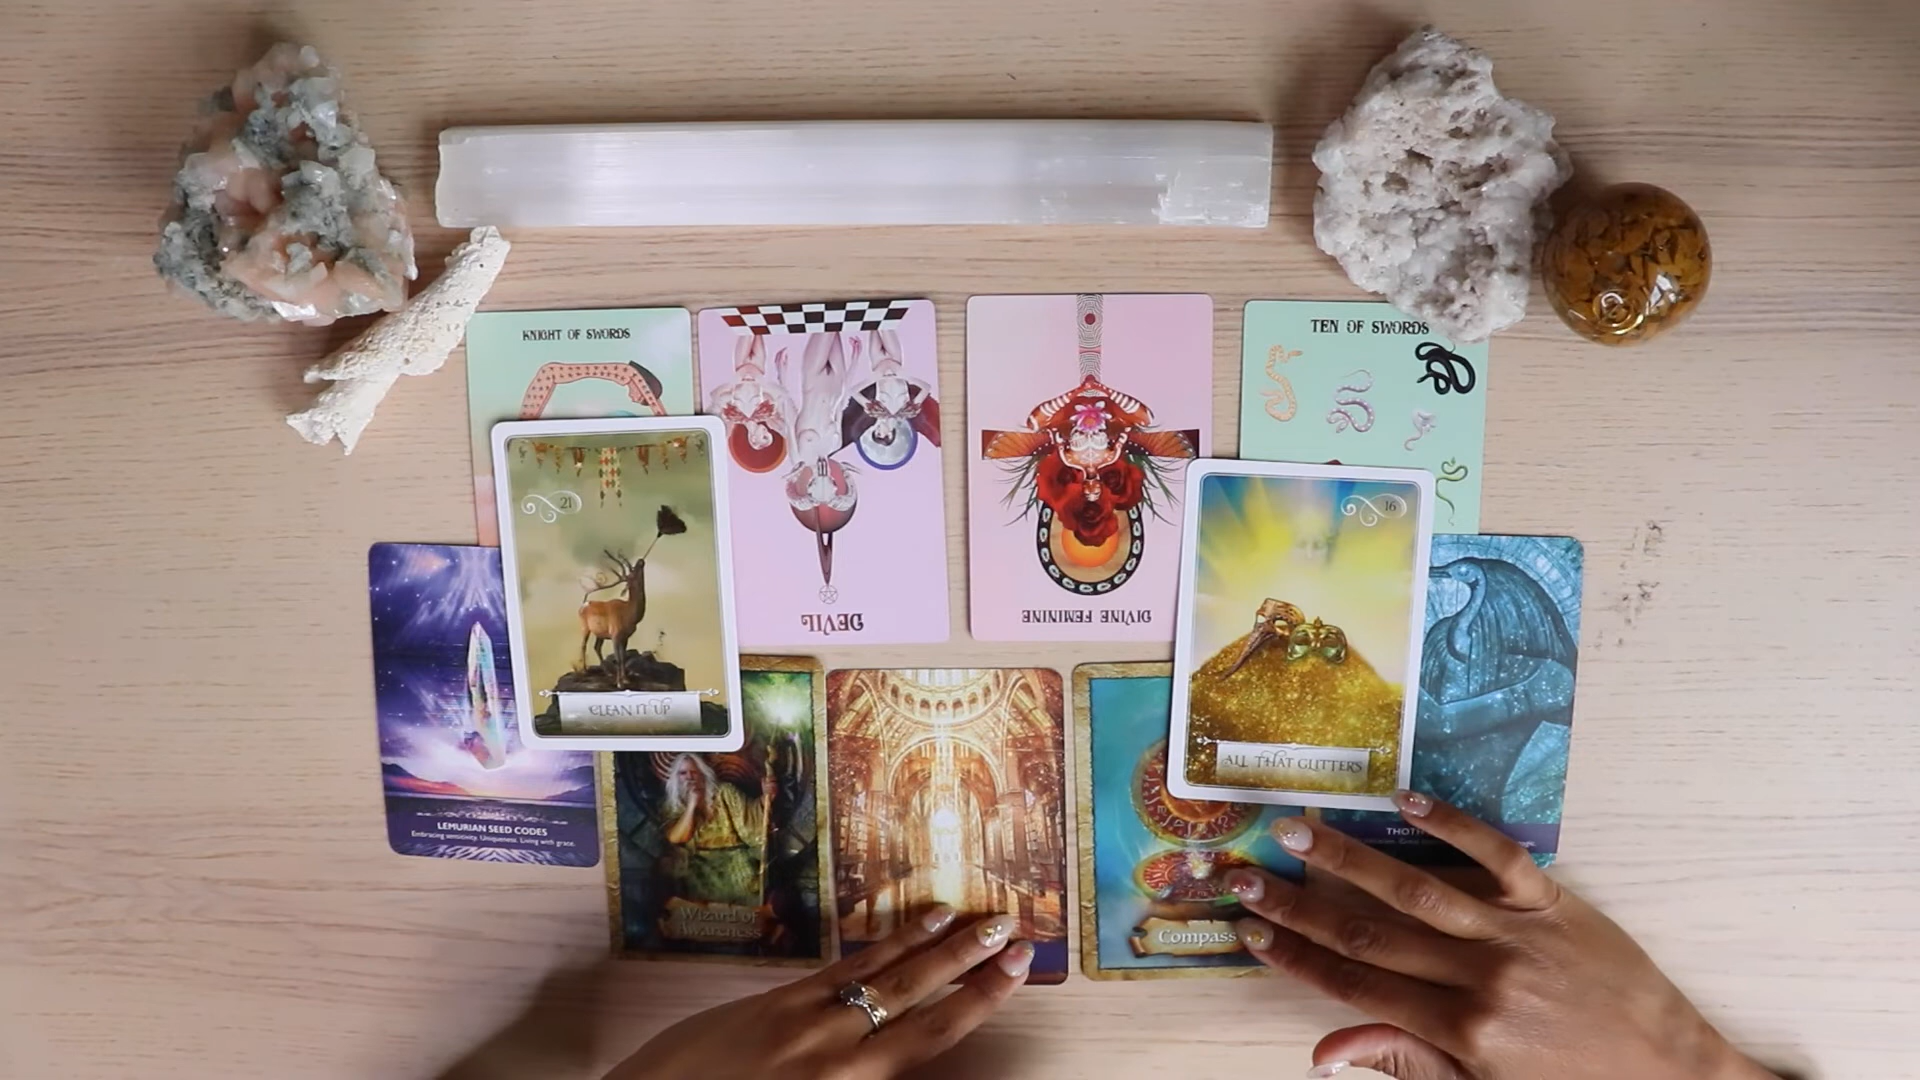 KNIGHT OF SWORDS
TEN OF SWORDS
21
16
DEVIL
DIVINE FEMININE
CLEAN IT UP
ALL THAT GLITTERS
LEMURIAN SEED CODES
Embracing sensitivity. Uniqueness. Living with grace.
THOTH
Wizard of
Awareness
Compass